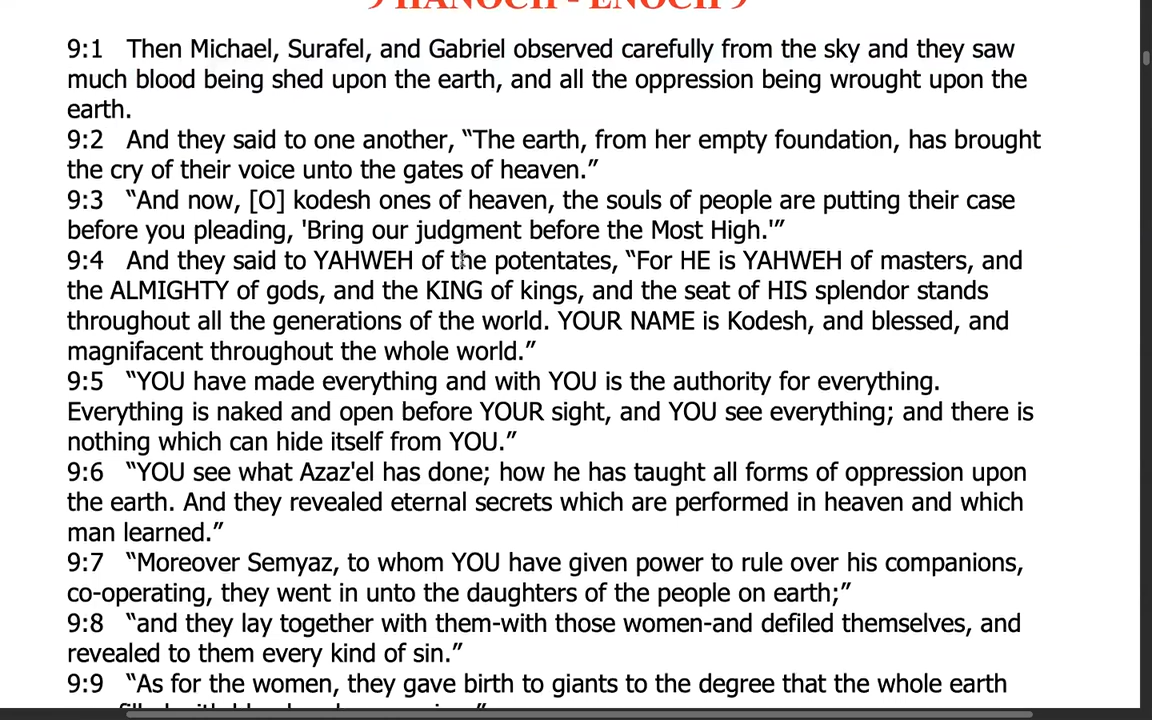 9 HANOCH - ENOCH 9
9:1 Then Michael, Surafel, and Gabriel observed carefully from the sky and they saw
much blood being shed upon the earth, and all the oppression being wrought upon the
earth.
9:2 And they said to one another, “The earth, from her empty foundation, has brought
the cry of their voice unto the gates of heaven.”
9:3 “And now, [O] kodesh ones of heaven, the souls of people are putting their case
before you pleading, 'Bring our judgment before the Most High.'”
9:4 And they said to YAHWEH of the potentates, “For HE is YAHWEH of masters, and
the ALMIGHTY of gods, and the KING of kings, and the seat of HIS splendor stands
throughout all the generations of the world. YOUR NAME is Kodesh, and blessed, and
magnifacent throughout the whole world.”
9:5 “YOU have made everything and with YOU is the authority for everything.
Everything is naked and open before YOUR sight, and YOU see everything; and there is
nothing which can hide itself from YOU.”
9:6 “YOU see what Azaz'el has done; how he has taught all forms of oppression upon
the earth. And they revealed eternal secrets which are performed in heaven and which
man learned.”
9:7 “Moreover Semyaz, to whom YOU have given power to rule over his companions,
co-operating, they went in unto the daughters of the people on earth;”
9:8 “and they lay together with them-with those women-and defiled themselves, and
revealed to them every kind of sin.”
9:9 “As for the women, they gave birth to giants to the degree that the whole earth